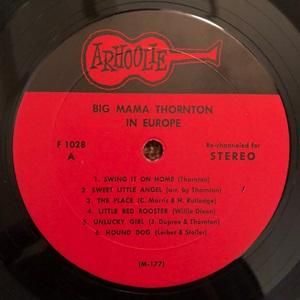 ARHOOLIE
BIG MAMA THORNTON
IN EUROPE
F 1028
A
Re-channeled for
STEREO
1. SWING IT ON HOME (Thornton)
2. SWEET LITTLE ANGEL (arr. by Thornton)
3. THE PLACE (C. Morris & H. Rutledge)
4. LITTLE RED ROOSTER (Willie Dixon)
5. UNLUCKY GIRL (J. Dupree & Thornton)
6. HOUND DOG (Leiber & Stoller)
(M-177)